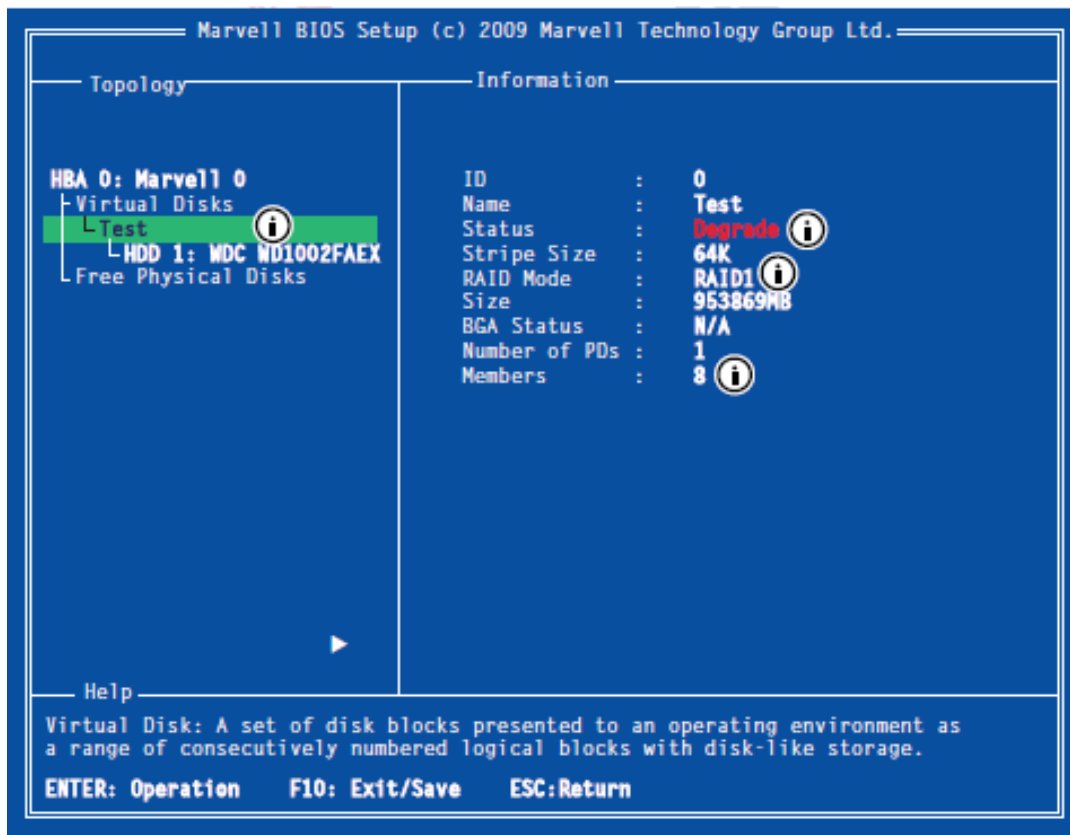 Marvell BIOS Setup (c) 2009 Marvell Technology Group Ltd.
Topology
HBA 0: Marvell 0
Virtual Disks
Test
HDD 1: WDC WD1002FAEX
Free Physical Disks
Information
ID : 0
Name : Test
Status : Degrade
Stripe Size : 64K
RAID Mode : RAID1
Size : 953869MB
BGA Status : N/A
Number of PDs : 1
Members : 8
Help
Virtual Disk: A set of disk blocks presented to an operating environment as
a range of consecutively numbered logical blocks with disk-like storage.
ENTER: Operation F10: Exit/Save ESC:Return